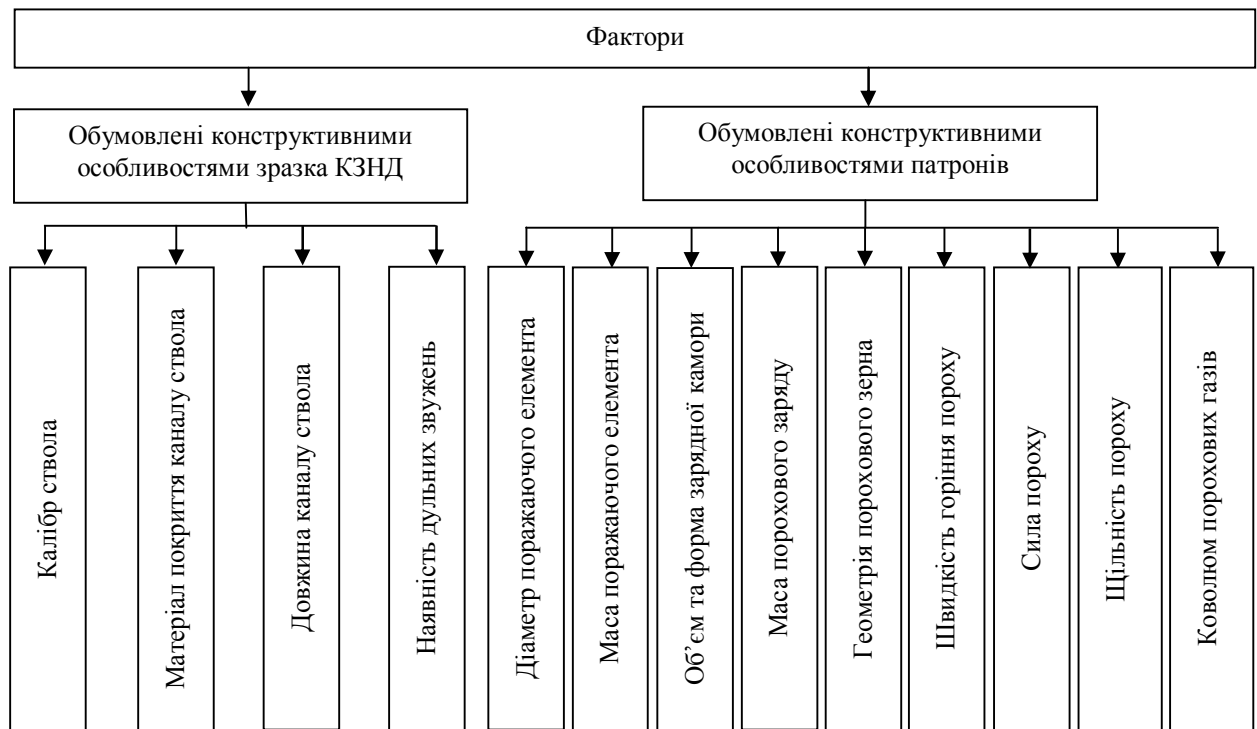 Фактори
Обумовлені конструктивними
особливостями зразка КЗНД
Обумовлені конструктивними
особливостями патронів
Калібр ствола
Матеріал покриття каналу ствола
Довжина каналу ствола
Наявність дульних звужень
Діаметр поражаючого елемента
Маса поражаючого елемента
Об’єм та форма зарядної камори
Маса порохового заряду
Геометрія порохового зерна
Швидкість горіння пороху
Сила пороху
Щільність пороху
Коволюм порохових газів